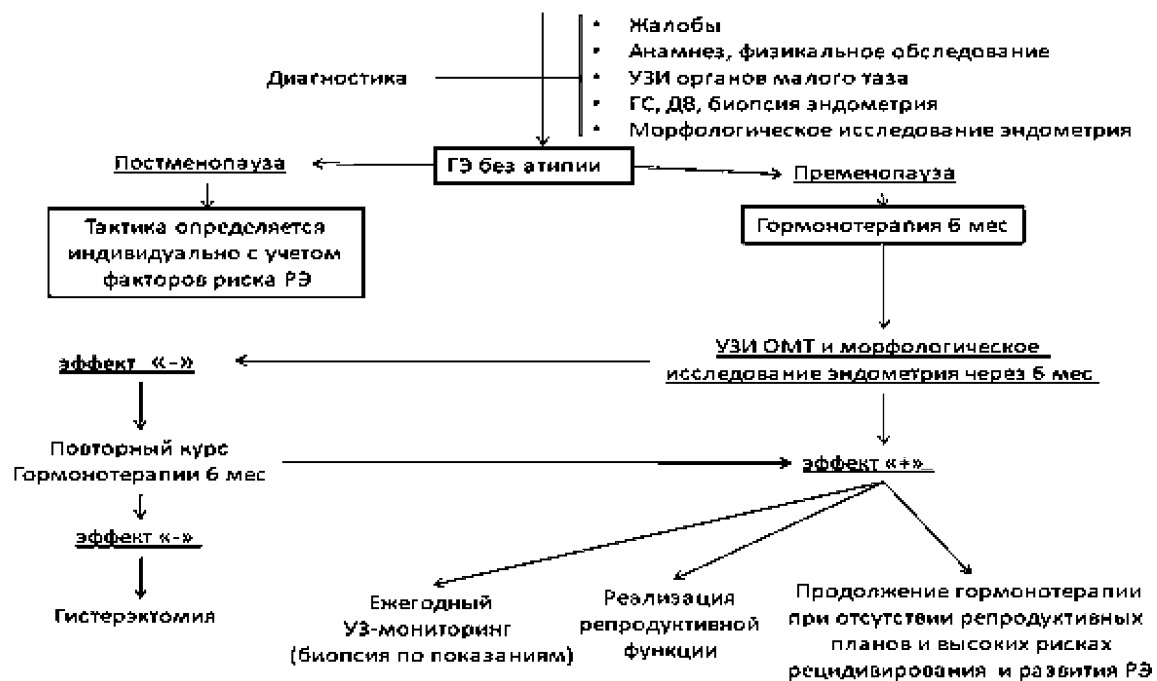 Диагностика
• Жалобы
• Анамнез, физикальное обследование
• УЗИ органов малого таза
• ГС, ДВ, биопсия эндометрия
• Морфологическое исследование эндометрия
Постменопауза
ГЭ без атипии
Пременопауза
Тактика определяется
индивидуально с учетом
факторов риска РЭ
Гормонотерапия 6 мес
эффект «-»
УЗИ ОМТ и морфологическое
исследование эндометрия через 6 мес
Повторный курс
Гормонотерапии 6 мес
эффект «+»
эффект «-»
Гистерэктомия
Ежегодный
УЗ-мониторинг
(биопсия по показаниям)
Реализация
репродуктивной
функции
Продолжение гормонотерапии
при отсутствии репродуктивных
планов и высоких рисках
рецидивирования и развития РЭ